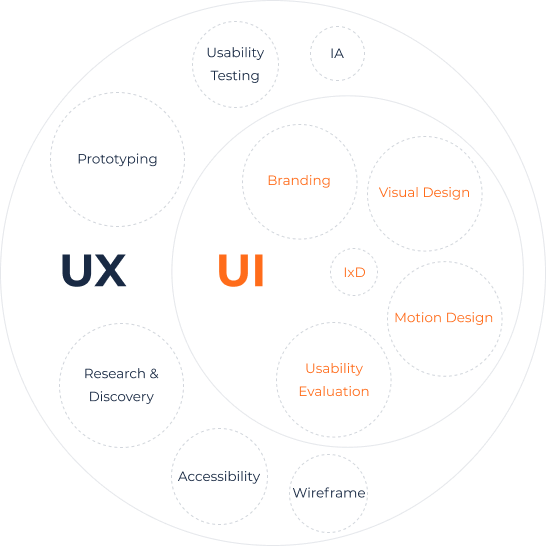 Usability
Testing
IA
Prototyping
Branding
Visual Design
UX
UI
IxD
Motion Design
Research &
Discovery
Usability
Evaluation
Accessibility
Wireframe